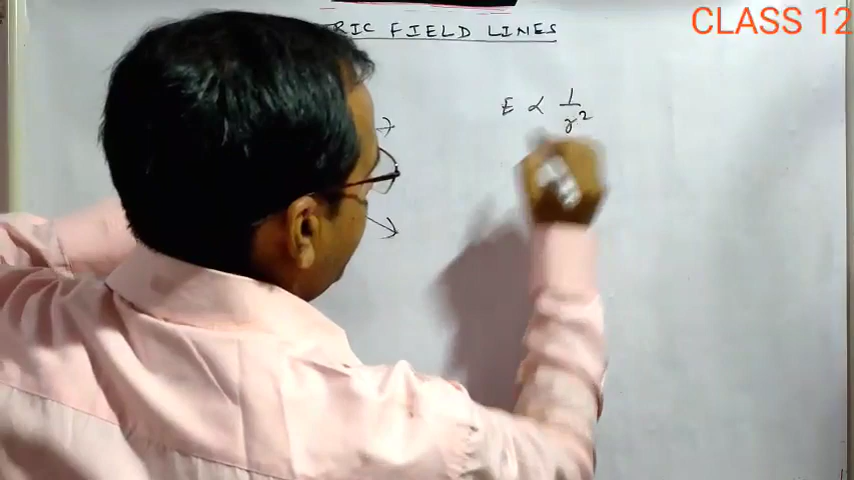 CLASS 12
RIC FIELD LINES
E ∝ 1/r²